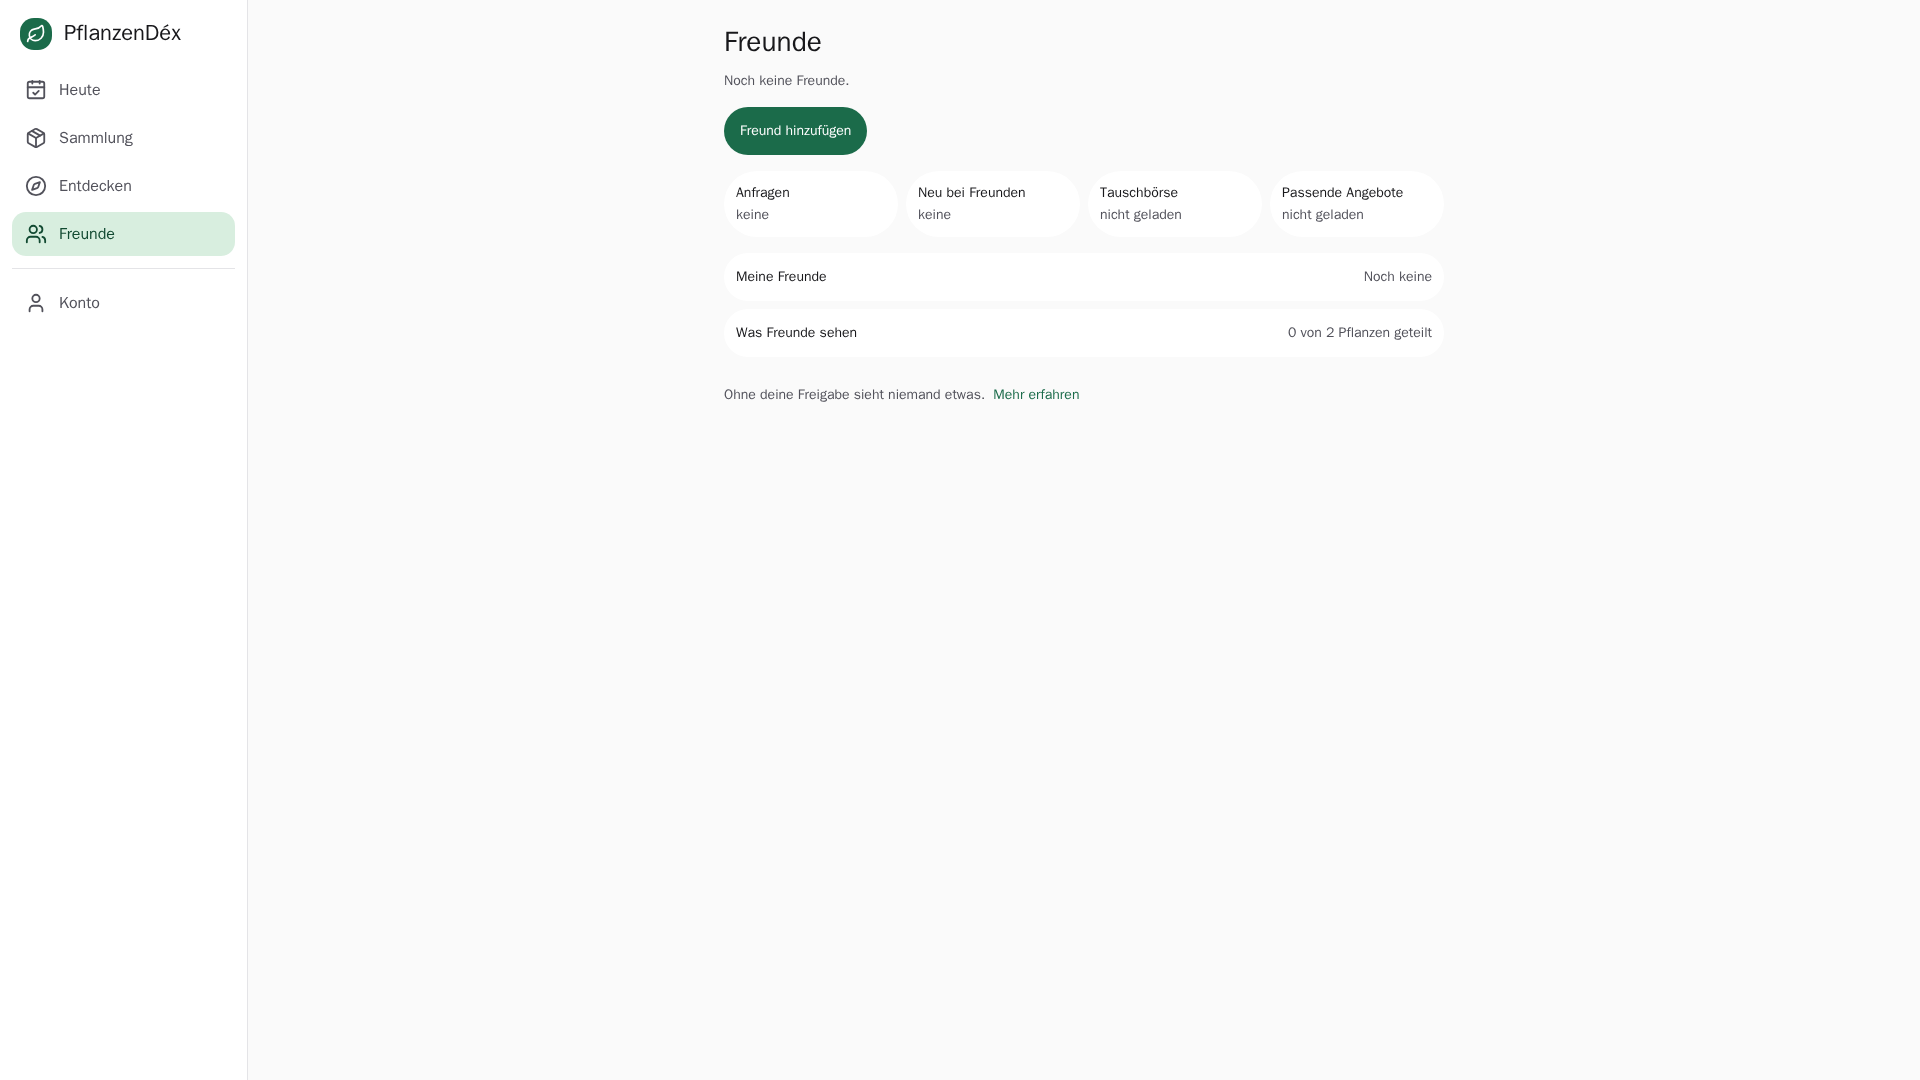 PflanzenDéx
Heute
Sammlung
Entdecken
Freunde
Konto
Freunde
Noch keine Freunde.
Freund hinzufügen
Anfragen
keine
Neu bei Freunden
keine
Tauschbörse
nicht geladen
Passende Angebote
nicht geladen
Meine Freunde Noch keine
Was Freunde sehen 0 von 2 Pflanzen geteilt
Ohne deine Freigabe sieht niemand etwas. Mehr erfahren